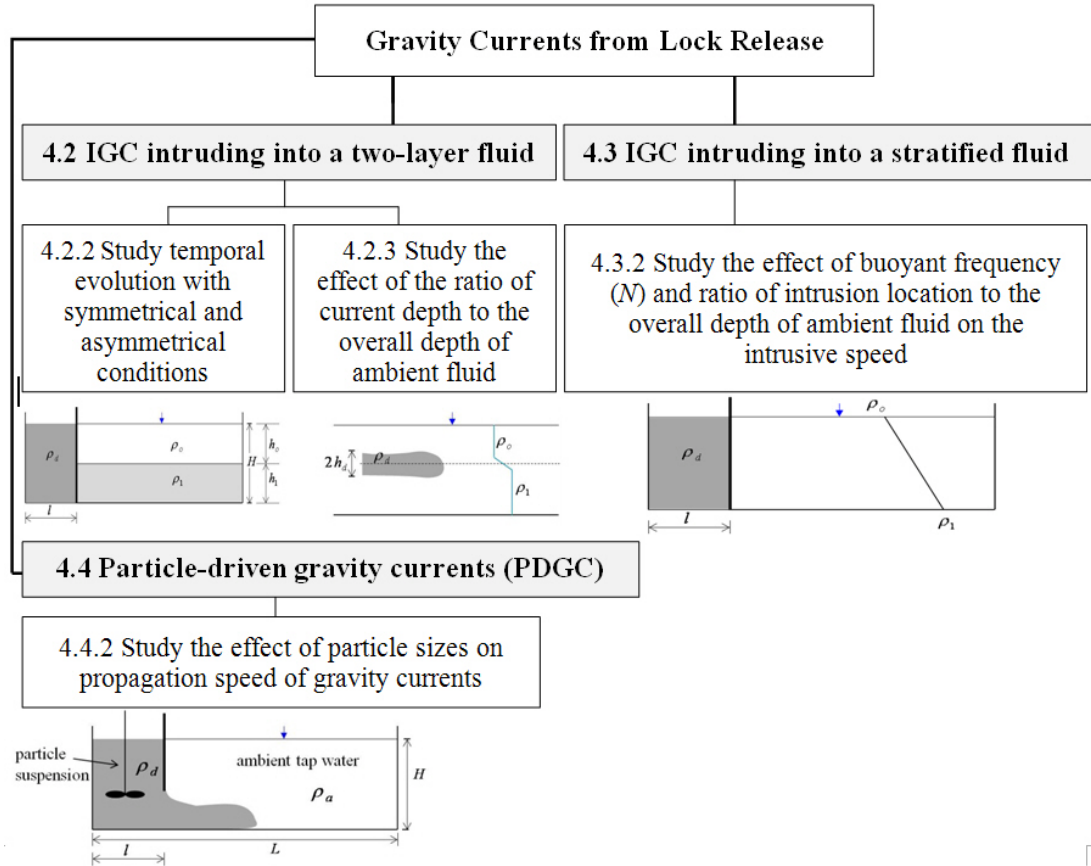 Gravity Currents from Lock Release
4.2 IGC intruding into a two-layer fluid
4.3 IGC intruding into a stratified fluid
4.2.2 Study temporal
evolution with
symmetrical and
asymmetrical
conditions
4.2.3 Study the
effect of the ratio of
current depth to the
overall depth of
ambient fluid
4.3.2 Study the effect of buoyant frequency
(N) and ratio of intrusion location to the
overall depth of ambient fluid on the
intrusive speed
ρd
ρo
ρ1
H
ho
h1
l
2hd
ρd
ρo
ρ1
ρd
ρo
ρ1
l
4.4 Particle-driven gravity currents (PDGC)
4.4.2 Study the effect of particle sizes on
propagation speed of gravity currents
particle
suspension
ρd
ambient tap water
ρa
H
l
L